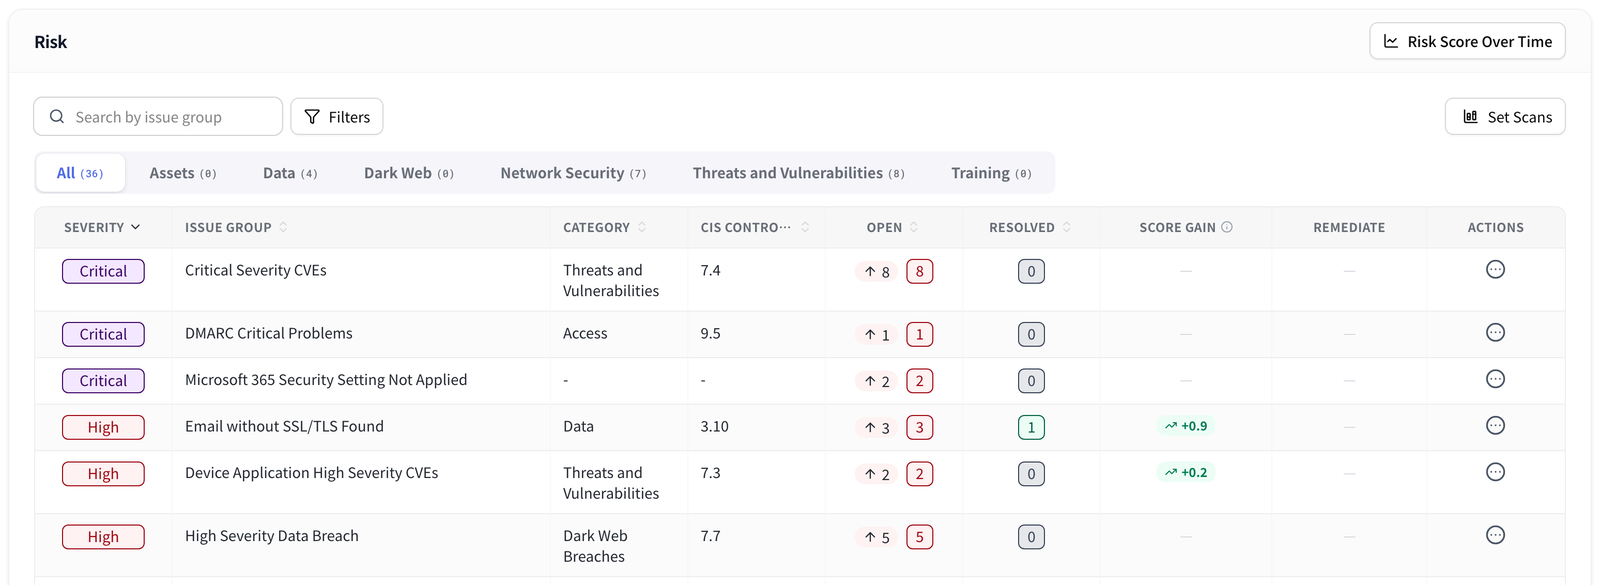 Risk
Risk Score Over Time
Search by issue group
Filters
Set Scans
All (36) Assets (0) Data (4) Dark Web (0) Network Security (7) Threats and Vulnerabilities (8) Training (0)
SEVERITY ISSUE GROUP CATEGORY CIS CONTRO... OPEN RESOLVED SCORE GAIN REMEDIATE ACTIONS
Critical Critical Severity CVEs Threats and 7.4 ↑ 8 8 0 — —
Vulnerabilities
Critical DMARC Critical Problems Access 9.5 ↑ 1 1 0 — —
Critical Microsoft 365 Security Setting Not Applied - - ↑ 2 2 0 — —
High Email without SSL/TLS Found Data 3.10 ↑ 3 3 1 +0.9 —
High Device Application High Severity CVEs Threats and 7.3 ↑ 2 2 0 +0.2 —
Vulnerabilities
High High Severity Data Breach Dark Web 7.7 ↑ 5 5 0 — —
Breaches